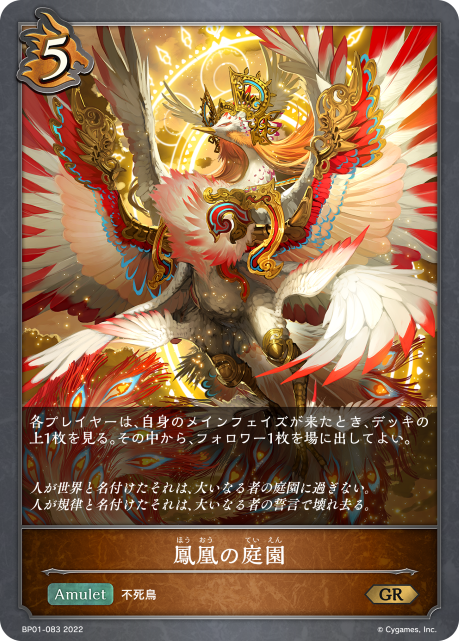 5
各プレイヤーは、自身のメインフェイズが来たとき、デッキの
上1枚を見る。その中から、フォロワー1枚を場に出してよい。
人が世界と名付けたそれは、大いなる者の庭園に過ぎない。
人が規律と名付けたそれは、大いなる者の誓言で壊れ去る。
ほう おう てい えん
鳳凰の庭園
Amulet 不死鳥 GR
BP01-083 2022 © Cygames, Inc.